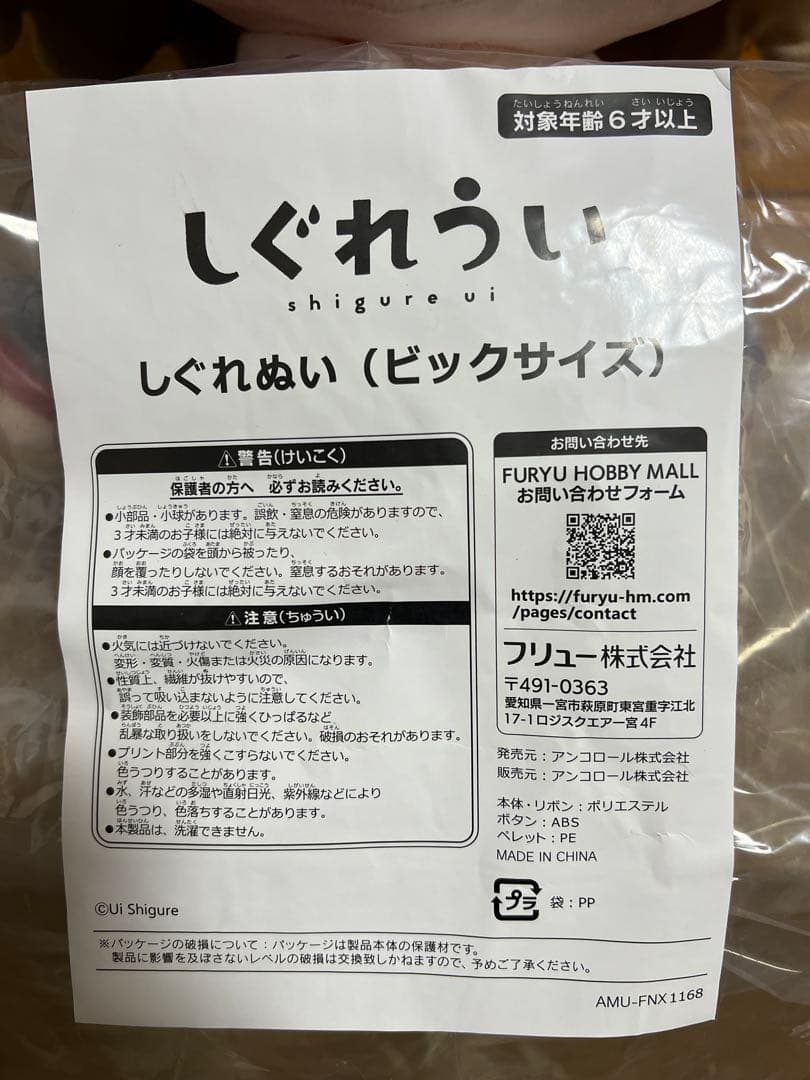 対象年齢6才以上
たいしょうねんれい さい いじょう
しぐれうい
shigure ui
しぐれぬい（ビックサイズ）
⚠警告(けいこく)
保護者の方へ 必ずお読みください。
●小部品・小球があります。誤飲・窒息の危険がありますので、
3才未満のお子様には絶対に与えないでください。
●パッケージの袋を頭から被ったり、
顔を覆ったりしないでください。窒息するおそれがあります。
3才未満のお子様には絶対に与えないでください。
⚠注意(ちゅうい)
●火気には近づけないでください。
変形・変質・火傷または火災の原因になります。
●性質上、繊維が抜けやすいので、
誤って吸い込まないように注意してください。
●装飾部品を必要以上に強くひっぱるなど、
乱暴な取り扱いをしないでください。破損のおそれがあります。
●プリント部分を強くこすらないでください。
色うつりすることがあります。
●水、汗などの多湿や直射日光、紫外線などにより
色うつり、色落ちすることがあります。
●本製品は、洗濯できません。
お問い合わせ先
FURYU HOBBY MALL
お問い合わせフォーム
https://furyu-hm.com
/pages/contact
フリュー株式会社
〒491-0363
愛知県一宮市萩原町東宮重字江北
17-1ロジスクエアー宮4F
発売元：アンコロール株式会社
販売元：アンコロール株式会社
本体・リボン：ポリエステル
ボタン：ABS
ペレット：PE
MADE IN CHINA
プラ 袋：PP
©Ui Shigure
※パッケージの破損について：パッケージは製品本体の保護材です。
製品に影響を及ぼさないレベルの破損は交換致しかねますので、予めご了承ください。
AMU-FNX1168